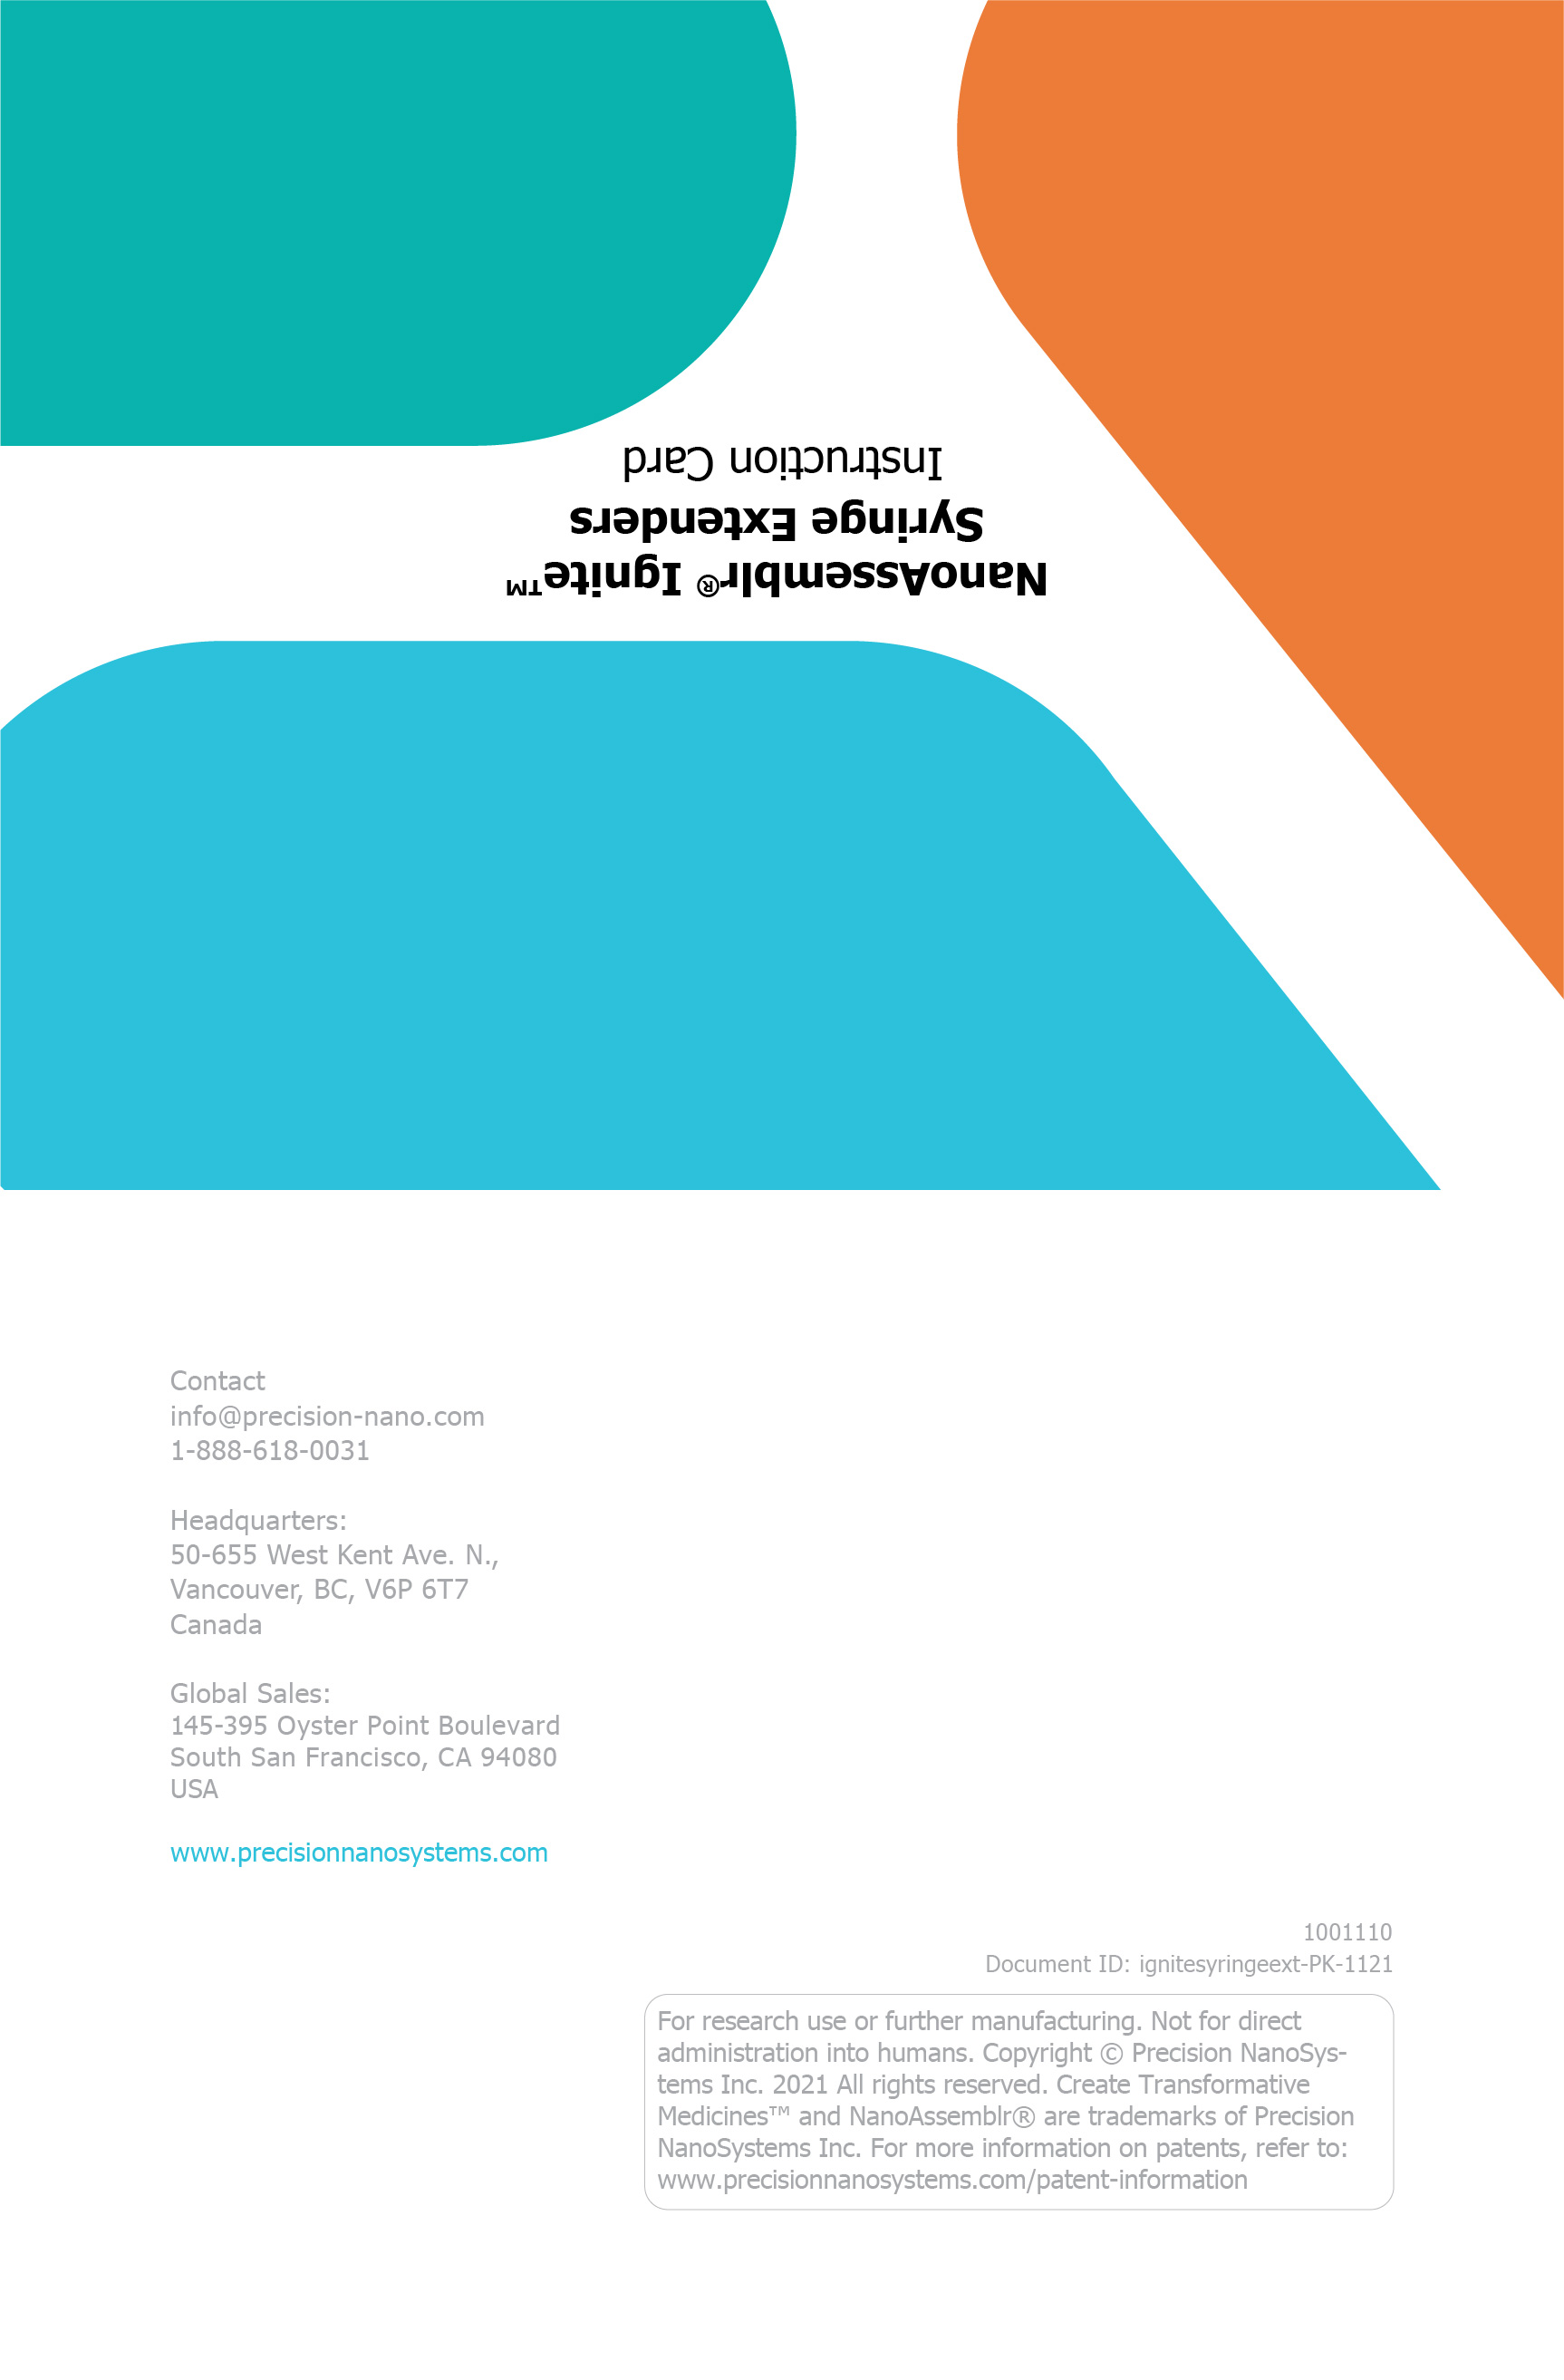 NanoAssemblr® Ignite™
Syringe Extenders
Instruction Card
Contact
info@precision-nano.com
1-888-618-0031
Headquarters:
50-655 West Kent Ave. N.,
Vancouver, BC, V6P 6T7
Canada
Global Sales:
145-395 Oyster Point Boulevard
South San Francisco, CA 94080
USA
www.precisionnanosystems.com
1001110
Document ID: ignitesyringeext-PK-1121
For research use or further manufacturing. Not for direct
administration into humans. Copyright © Precision NanoSys-
tems Inc. 2021 All rights reserved. Create Transformative
Medicines™ and NanoAssemblr® are trademarks of Precision
NanoSystems Inc. For more information on patents, refer to:
www.precisionnanosystems.com/patent-information